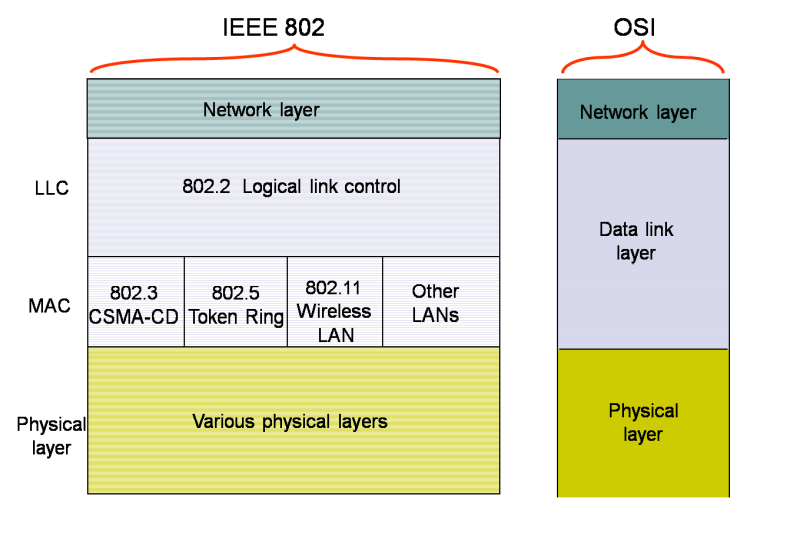 IEEE 802
OSI
Network layer
Network layer
LLC
802.2 Logical link control
Data link
layer
MAC
802.3
CSMA-CD
802.5
Token Ring
802.11
Wireless
LAN
Other
LANs
Physical
layer
Various physical layers
Physical
layer